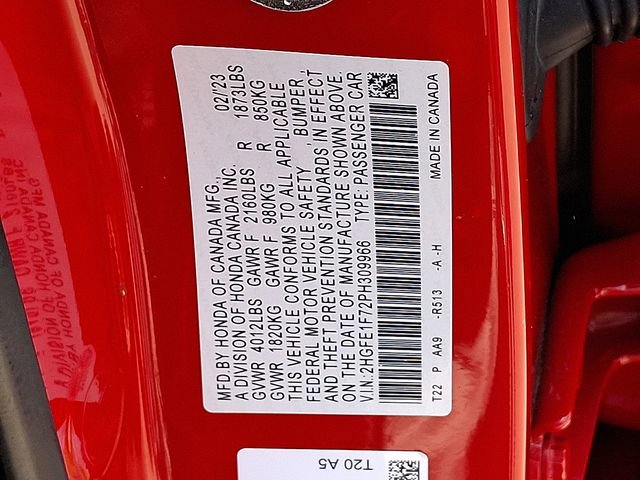 MFD.BY HONDA OF CANADA MFG., 02/'23
A DIVISION OF HONDA CANADA INC.
GVWR 4012LBS GAWR F 2160LBS R 1873LBS
GVWR 1820KG GAWR F 980KG R 850KG
THIS VEHICLE CONFORMS TO ALL APPLICABLE
FEDERAL MOTOR VEHICLE SAFETY, BUMPER,
AND THEFT PREVENTION STANDARDS IN EFFECT
ON THE DATE OF MANUFACTURE SHOWN ABOVE.
V.I.N.:2HGFE1F72PH309966 TYPE: PASSENGER CAR
T22 P AA9 -R513 -A -H MADE IN CANADA
T20 A5